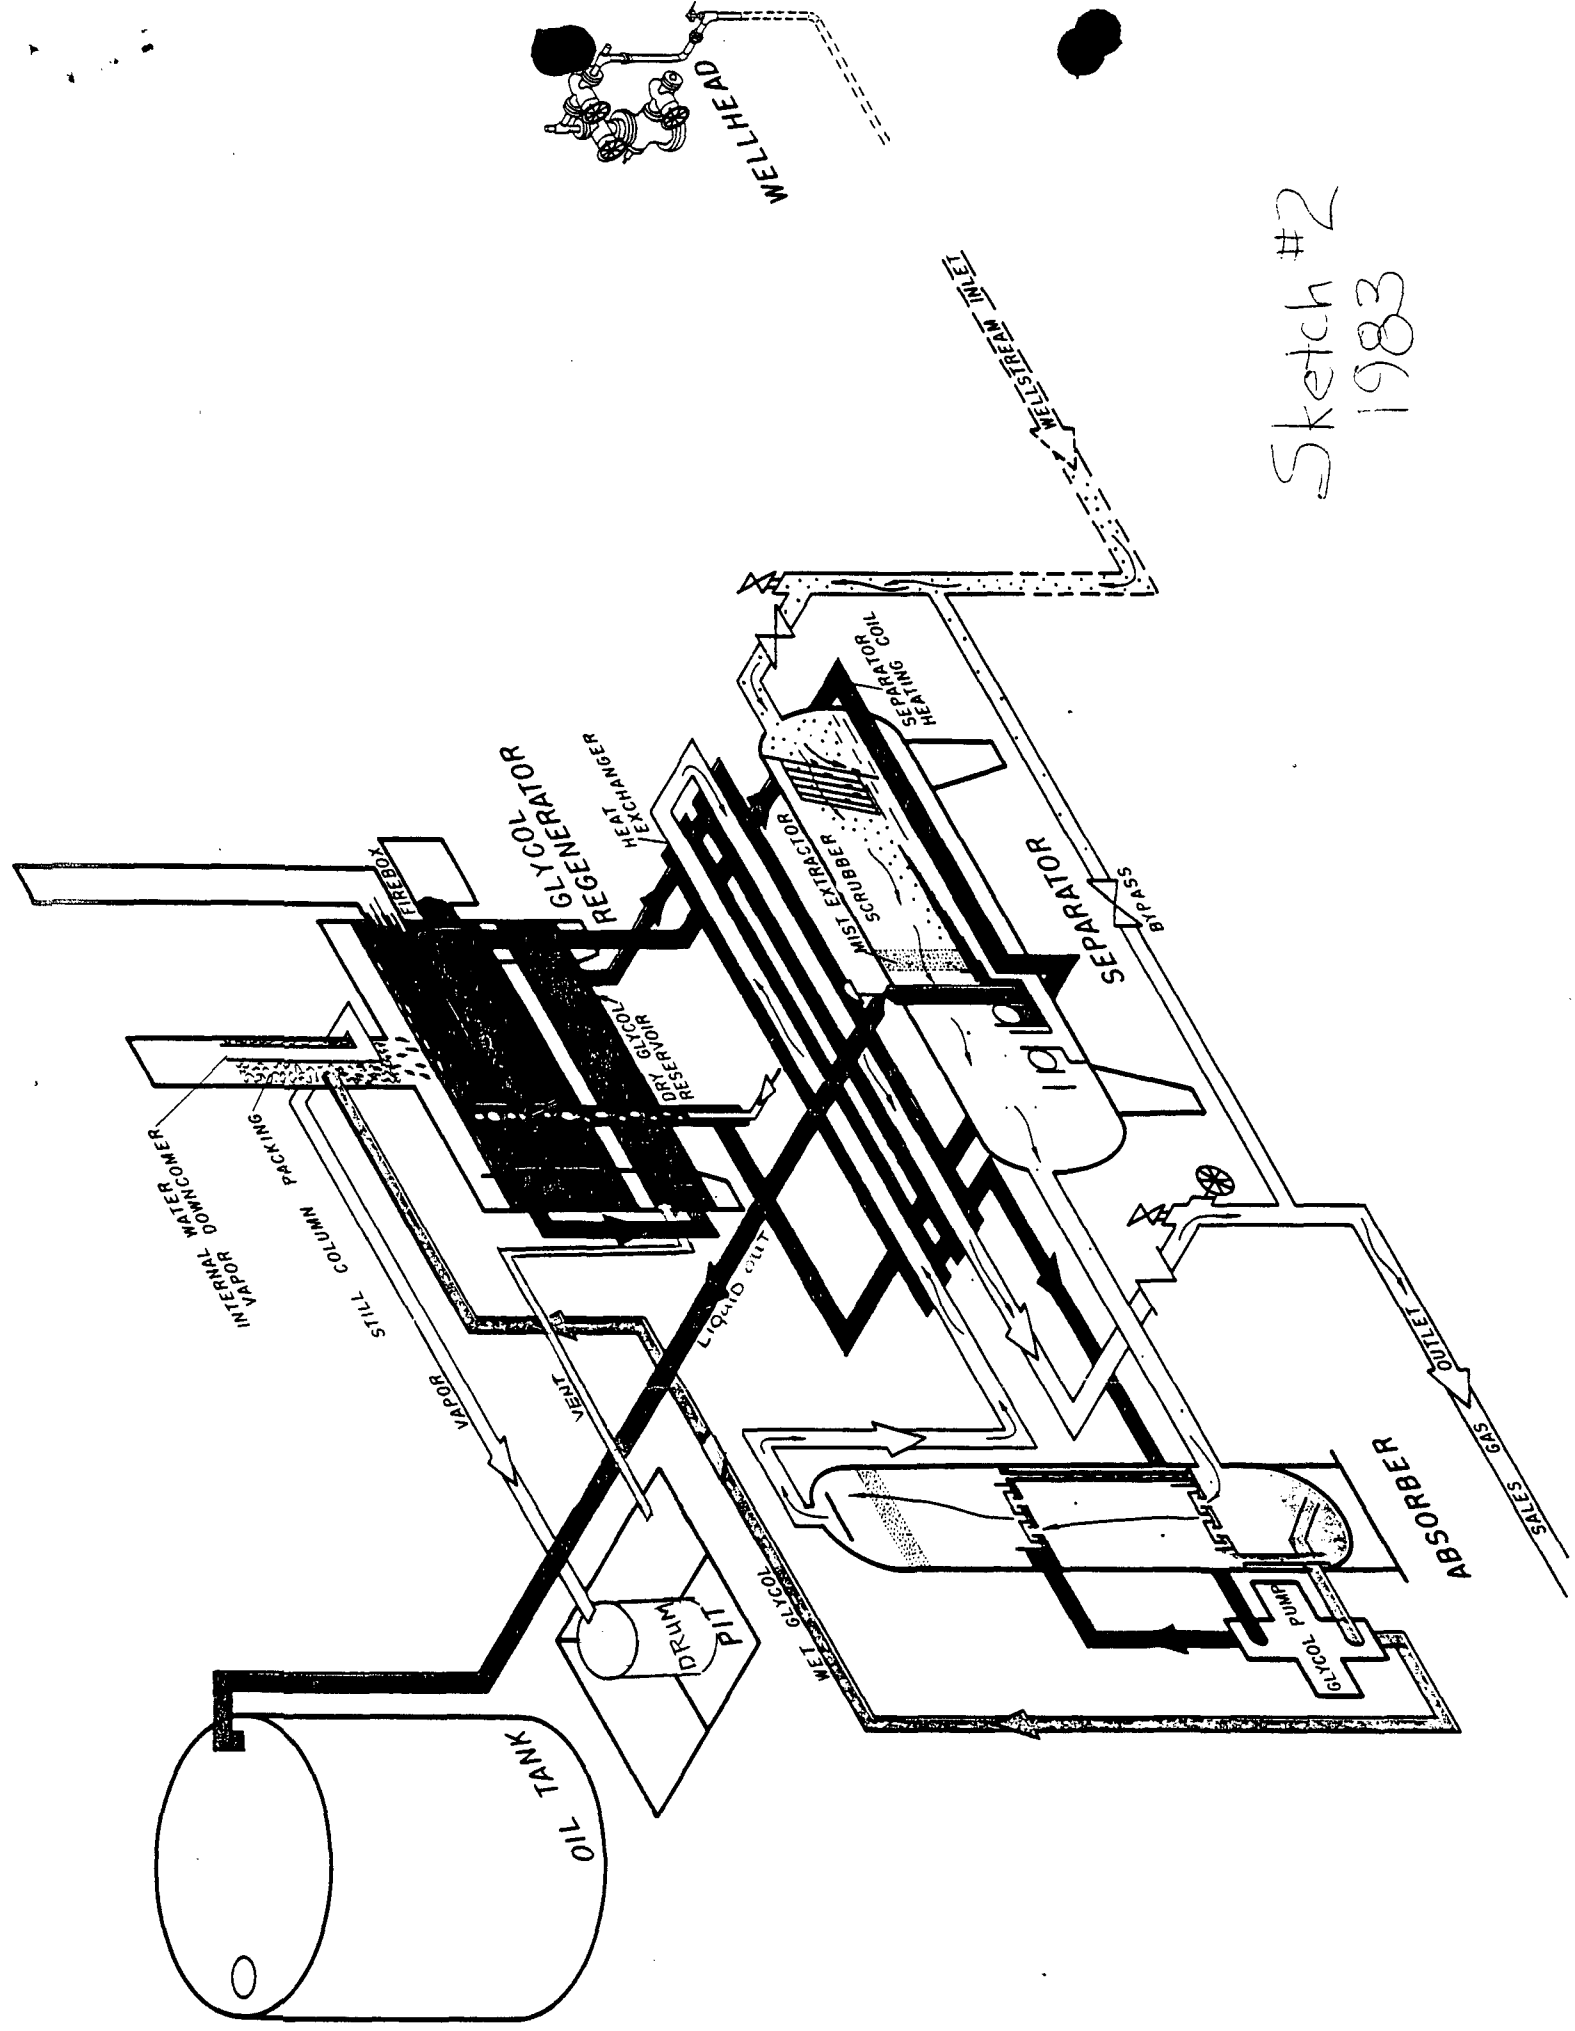 WELLHEAD
WELLSTREAM INLET
Sketch #2
1983
SEPARATOR
HEATING COIL
HEAT
EXCHANGER
GLYCOL
REGENERATOR
FIREBOX
MIST EXTRACTOR
SCRUBBER
SEPARATOR
BYPASS
DRY GLYCOL
RESERVOIR
INTERNAL WATER
VAPOR DOWNCOMER
STILL COLUMN PACKING
VAPOR
VENT
LIQUID OUT
WET GLYCOL
DRUM
PIT
OIL TANK
GLYCOL PUMP
ABSORBER
SALES GAS OUTLET